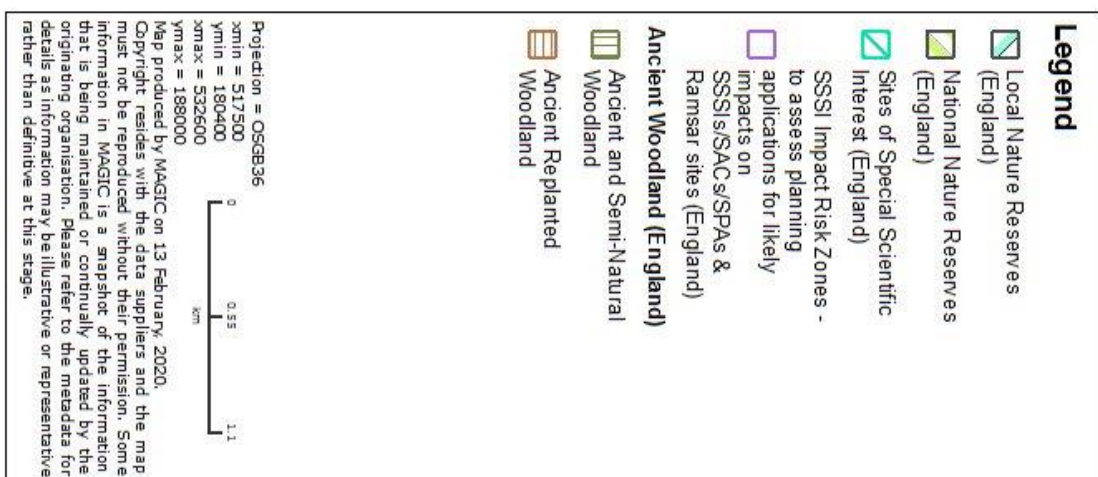 Legend
Local Nature Reserves
(England)
National Nature Reserves
(England)
Sites of Special Scientific
Interest (England)
SSSI Impact Risk Zones -
to assess planning
applications for likely
impacts on
SSSIs/SACs/SPAs &
Ramsar sites (England)
Ancient Woodland (England)
Ancient and Semi-Natural
Woodland
Ancient Replanted
Woodland
Projection = OSGB36
xmin = 517500
ymin = 180400
xmax = 532600
ymax = 188000
0 0.55 1.1
km
Map produced by MAGIC on 13 February, 2020.
Copyright resides with the data suppliers and the map
must not be reproduced without their permission. Some
information in MAGIC is a snapshot of the information
that is being maintained or continually updated by the
originating organisation. Please refer to the metadata for
details as information may be illustrative or representative
rather than definitive at this stage.